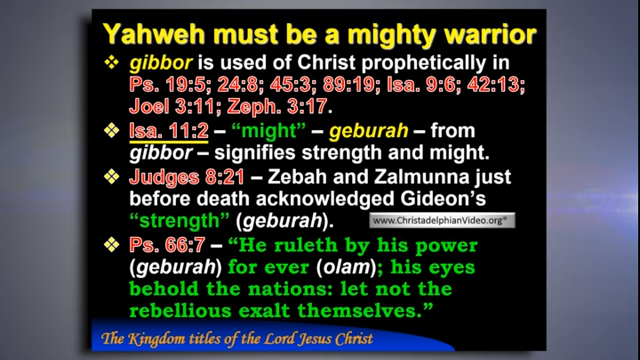 Yahweh must be a mighty warrior
❖ gibbor is used of Christ prophetically in
Ps. 19:5; 24:8; 45:3; 89:19; Isa. 9:6; 42:13;
Joel 3:11; Zeph. 3:17.
❖ Isa. 11:2 – “might” – geburah – from
gibbor – signifies strength and might.
❖ Judges 8:21 – Zebah and Zalmunna just
before death acknowledged Gideon’s
“strength” (geburah).
www.ChristadelphianVideo.org®
❖ Ps. 66:7 – “He ruleth by his power
(geburah) for ever (olam); his eyes
behold the nations: let not the
rebellious exalt themselves.”
The Kingdom titles of the Lord Jesus Christ